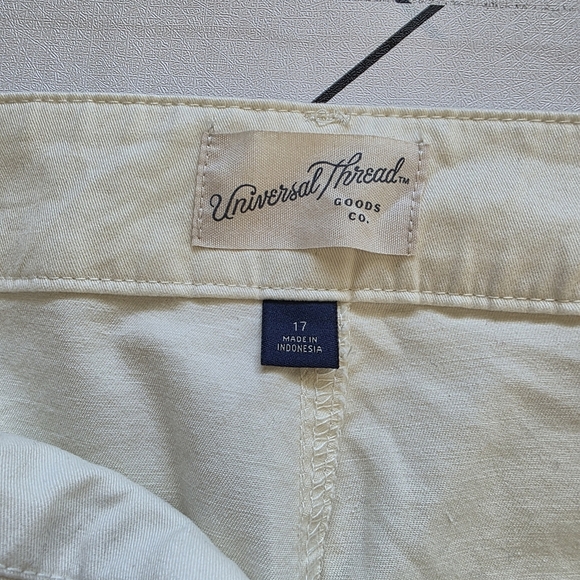 Universal Thread™
GOODS
CO.
17
MADE IN
INDONESIA